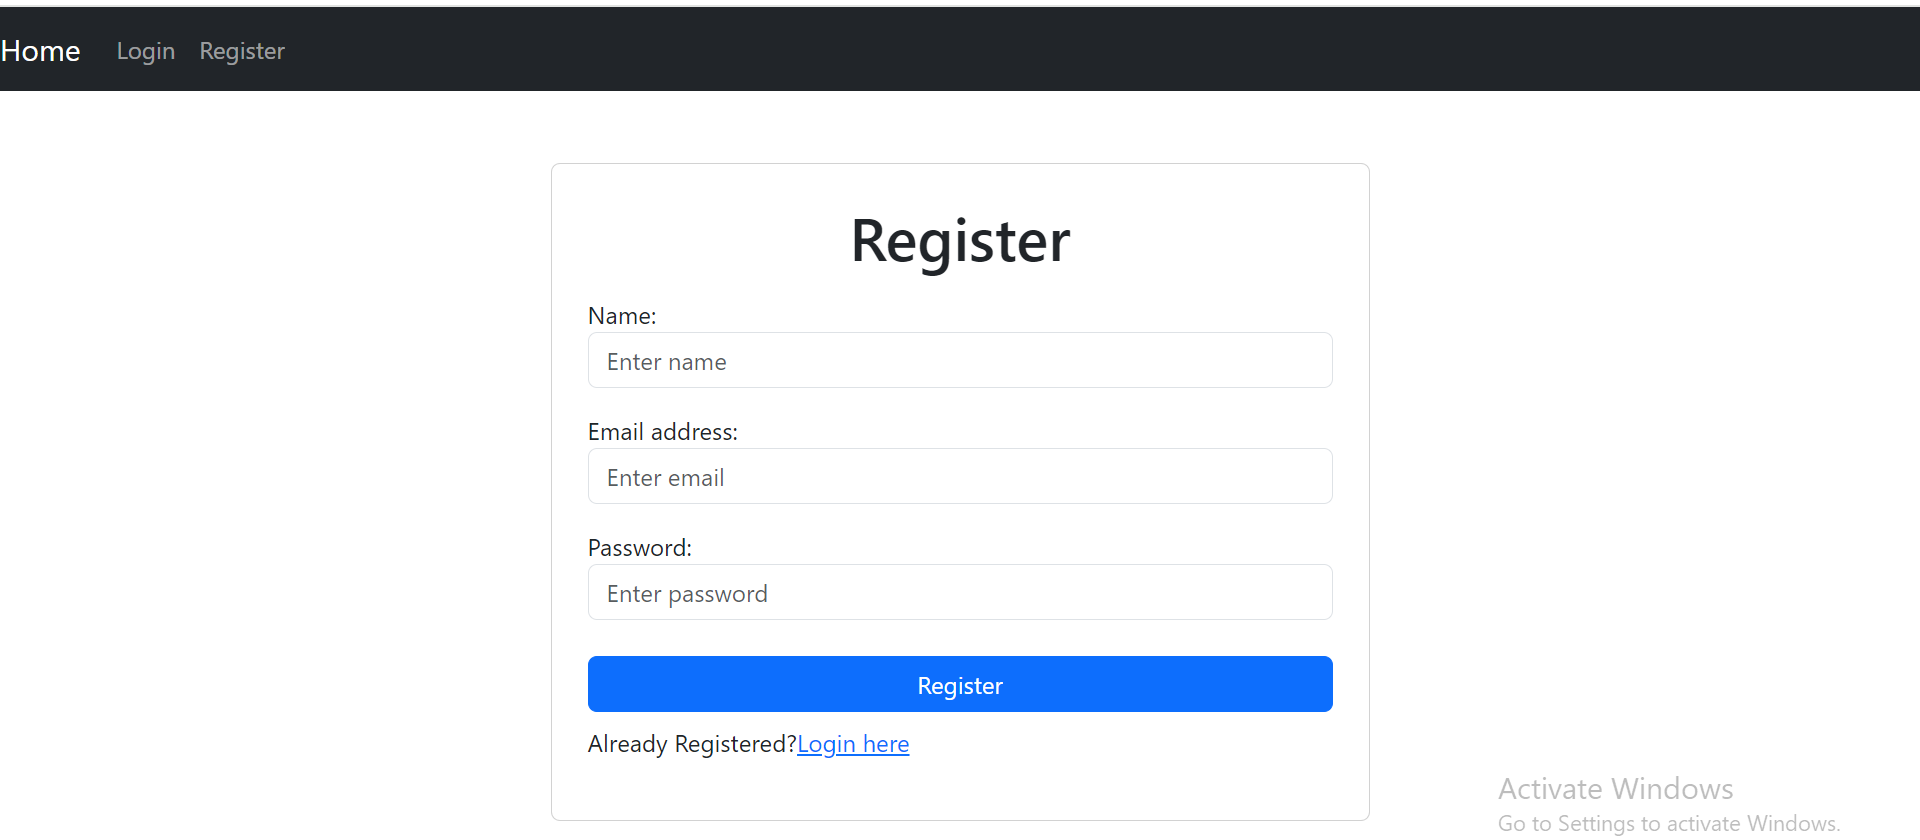 Home Login Register
Register
Name:
Enter name
Email address:
Enter email
Password:
Enter password
Register
Already Registered?Login here
Activate Windows
Go to Settings to activate Windows.